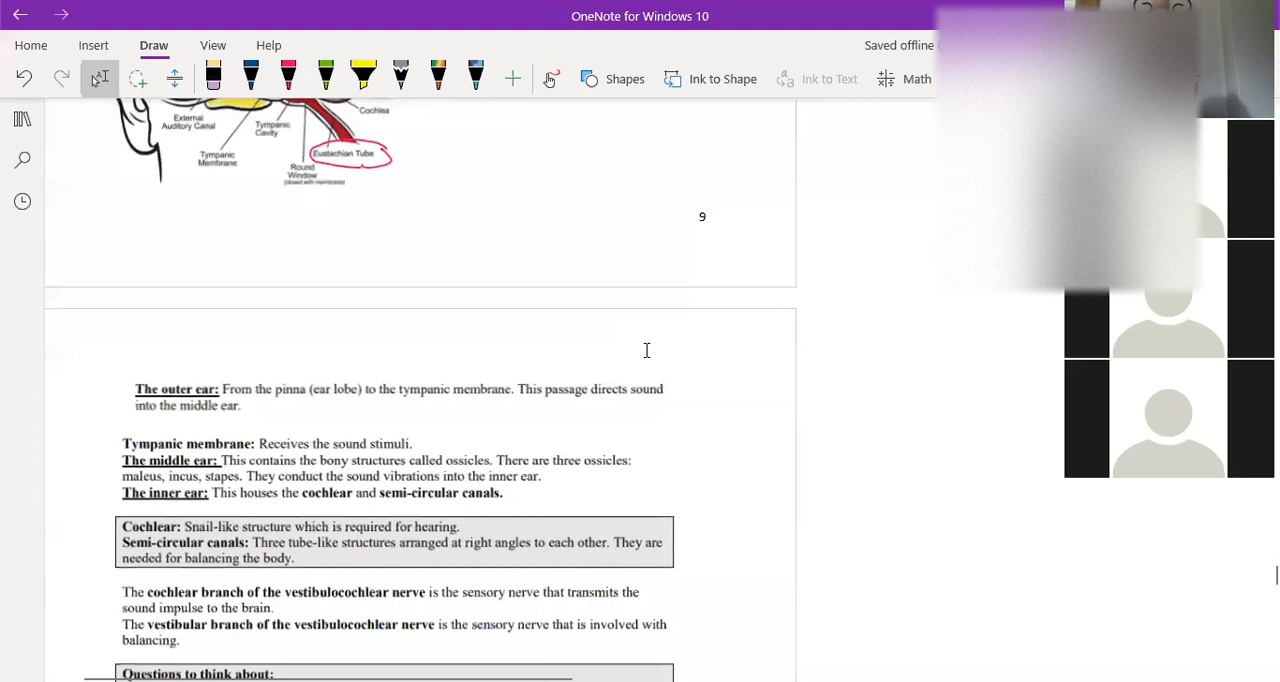 OneNote for Windows 10
Home Insert Draw View Help Saved offline
Shapes Ink to Shape Ink to Text Math
Cochlea
External
Auditory Canal
Tympanic
Cavity
Tympanic
Membrane
Eustachian Tube
Round
Window
9
The outer ear: From the pinna (ear lobe) to the tympanic membrane. This passage directs sound
into the middle ear.
Tympanic membrane: Receives the sound stimuli.
The middle ear: This contains the bony structures called ossicles. There are three ossicles:
maleus, incus, stapes. They conduct the sound vibrations into the inner ear.
The inner ear: This houses the cochlear and semi-circular canals.
Cochlear: Snail-like structure which is required for hearing.
Semi-circular canals: Three tube-like structures arranged at right angles to each other. They are
needed for balancing the body.
The cochlear branch of the vestibulocochlear nerve is the sensory nerve that transmits the
sound impulse to the brain.
The vestibular branch of the vestibulocochlear nerve is the sensory nerve that is involved with
balancing.
Questions to think about: